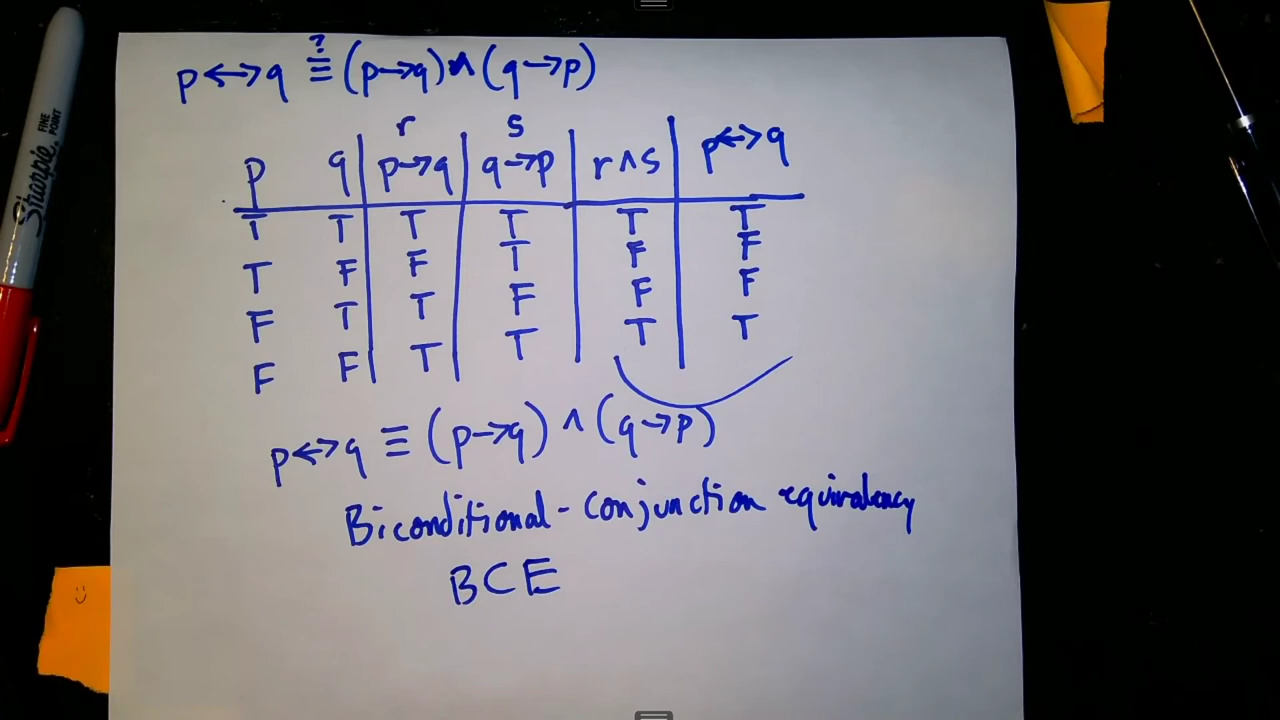 p↔q ≡? (p→q)∧(q→p)
r s
p q p→q q→p r∧s p↔q
T T T T T T
T F F T F F
F T T F F F
F F T T T T
p↔q ≡ (p→q)∧(q→p)
Biconditional-conjunction equivalency
BCE
Sharpie. FINE POINT